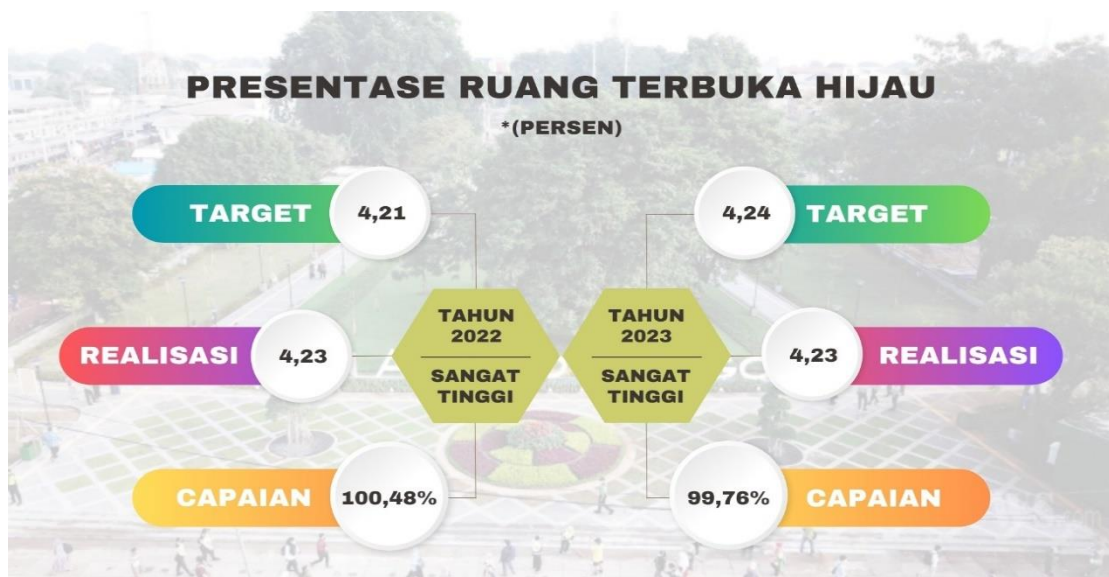 PRESENTASE RUANG TERBUKA HIJAU
*(PERSEN)
TARGET 4,21
REALISASI 4,23
CAPAIAN 100,48%
TAHUN
2022
SANGAT
TINGGI
TAHUN
2023
SANGAT
TINGGI
4,24 TARGET
4,23 REALISASI
99,76% CAPAIAN